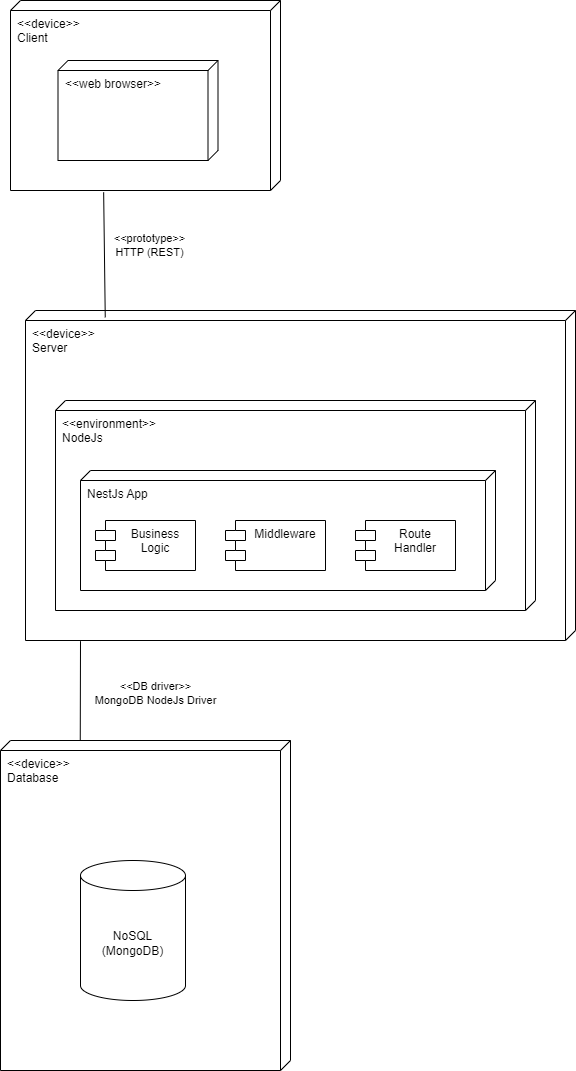 <<device>>
Client
<<web browser>>
<<prototype>>
HTTP (REST)
<<device>>
Server
<<environment>>
NodeJs
NestJs App
Business
Logic
Middleware
Route
Handler
<<DB driver>>
MongoDB NodeJs Driver
<<device>>
Database
NoSQL
(MongoDB)